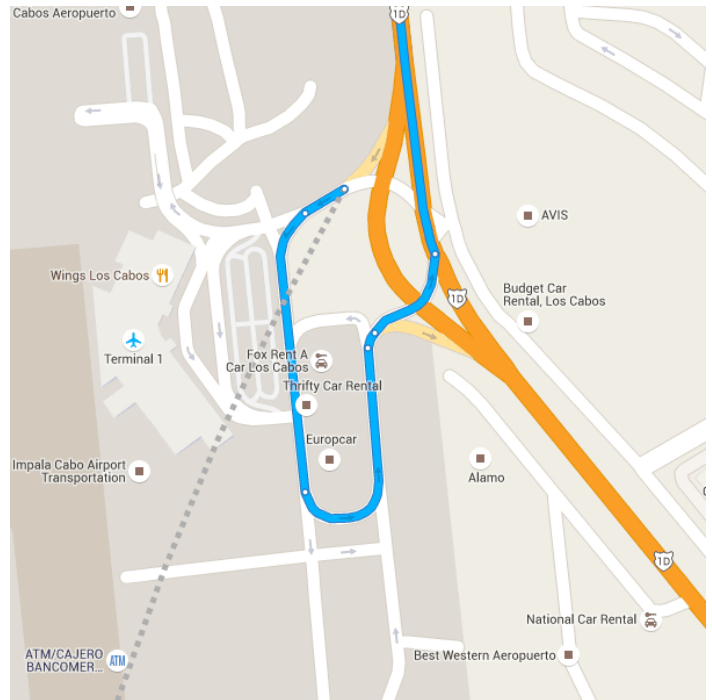 Cabos Aeropuerto
1D
AVIS
Wings Los Cabos
Budget Car
Rental, Los Cabos
1D
Terminal 1
Fox Rent A
Car Los Cabos
Thrifty Car Rental
Europcar
Impala Cabo Airport
Transportation
Alamo
1D
National Car Rental
ATM/CAJERO
BANCOMER...
ATM
Best Western Aeropuerto